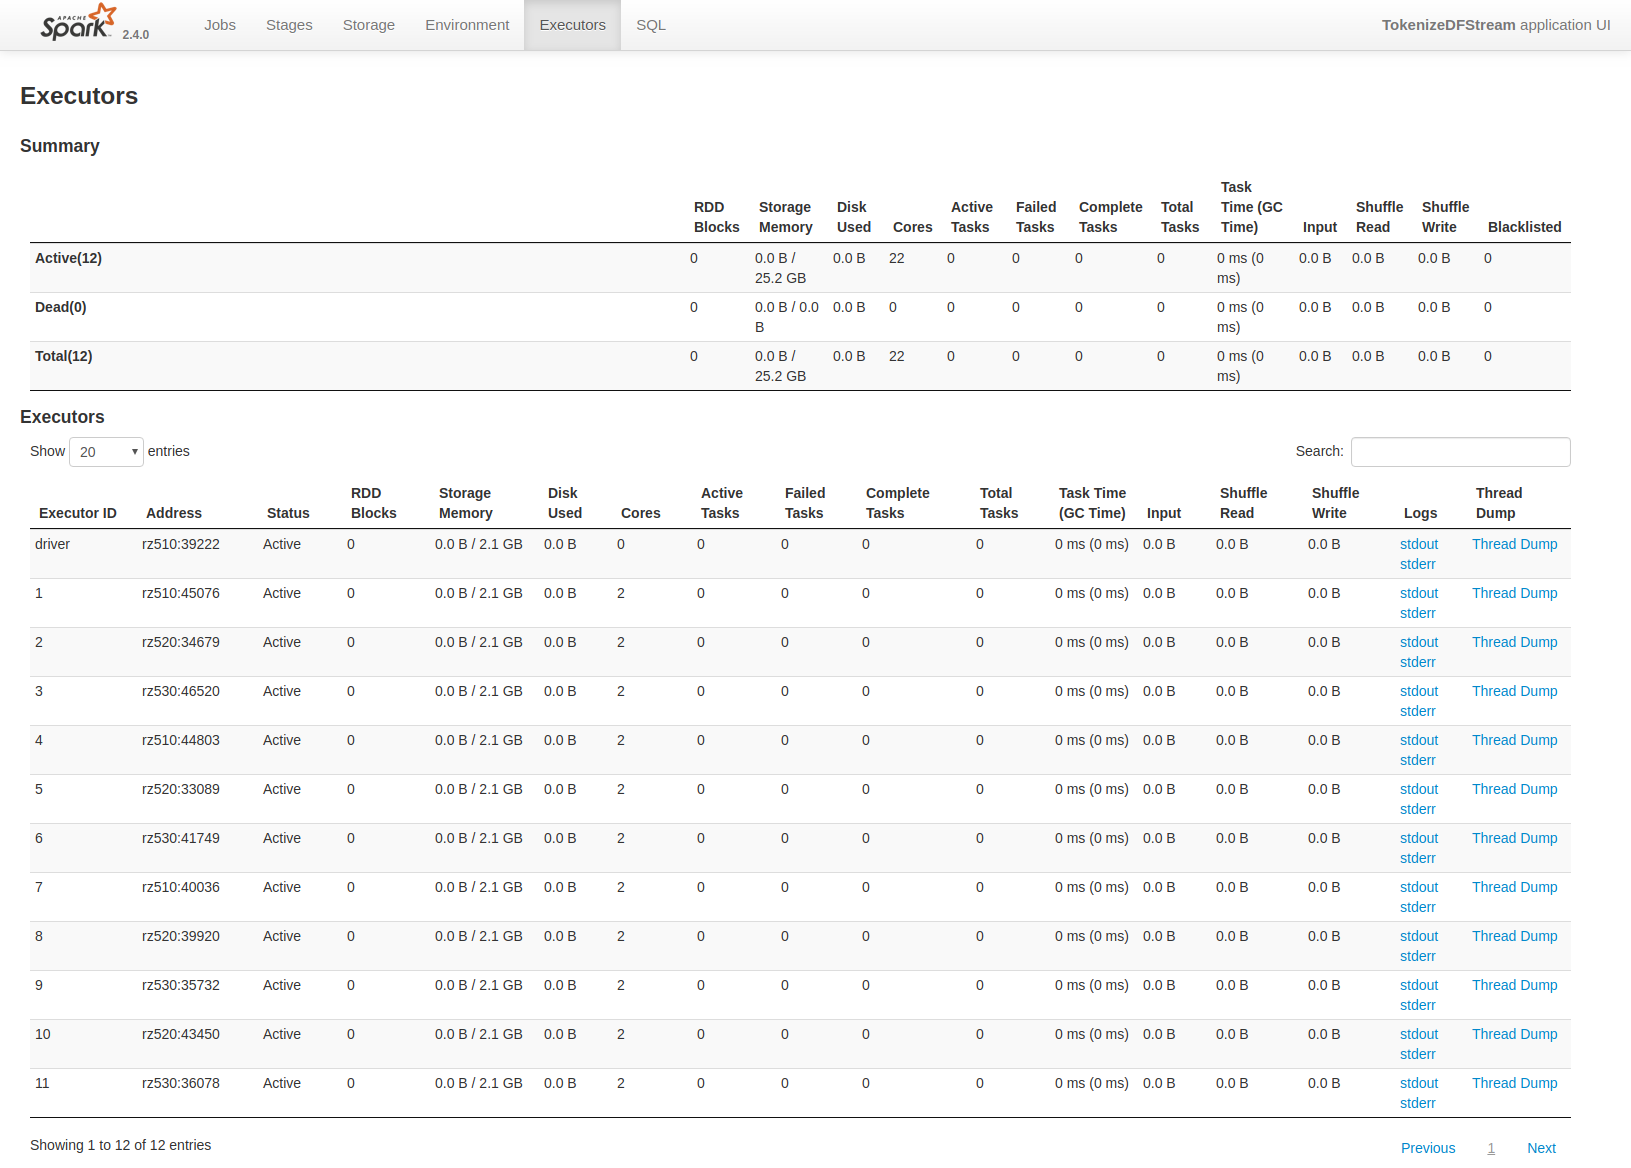 APACHE
Spark 2.4.0 Jobs Stages Storage Environment Executors SQL TokenizeDFStream application UI
Executors
Summary
RDD Blocks Storage Memory Disk Used Cores Active Tasks Failed Tasks Complete Tasks Total Tasks Task Time (GC Time) Input Shuffle Read Shuffle Write Blacklisted
Active(12) 0 0.0 B / 25.2 GB 0.0 B 22 0 0 0 0 0 ms (0 ms) 0.0 B 0.0 B 0.0 B 0
Dead(0) 0 0.0 B / 0.0 B 0.0 B 0 0 0 0 0 0 ms (0 ms) 0.0 B 0.0 B 0.0 B 0
Total(12) 0 0.0 B / 25.2 GB 0.0 B 22 0 0 0 0 0 ms (0 ms) 0.0 B 0.0 B 0.0 B 0
Executors
Show 20 entries Search:
Executor ID Address Status RDD Blocks Storage Memory Disk Used Cores Active Tasks Failed Tasks Complete Tasks Total Tasks Task Time (GC Time) Input Shuffle Read Shuffle Write Logs Thread Dump
driver rz510:39222 Active 0 0.0 B / 2.1 GB 0.0 B 0 0 0 0 0 0 ms (0 ms) 0.0 B 0.0 B 0.0 B stdout stderr Thread Dump
1 rz510:45076 Active 0 0.0 B / 2.1 GB 0.0 B 2 0 0 0 0 0 ms (0 ms) 0.0 B 0.0 B 0.0 B stdout stderr Thread Dump
2 rz520:34679 Active 0 0.0 B / 2.1 GB 0.0 B 2 0 0 0 0 0 ms (0 ms) 0.0 B 0.0 B 0.0 B stdout stderr Thread Dump
3 rz530:46520 Active 0 0.0 B / 2.1 GB 0.0 B 2 0 0 0 0 0 ms (0 ms) 0.0 B 0.0 B 0.0 B stdout stderr Thread Dump
4 rz510:44803 Active 0 0.0 B / 2.1 GB 0.0 B 2 0 0 0 0 0 ms (0 ms) 0.0 B 0.0 B 0.0 B stdout stderr Thread Dump
5 rz520:33089 Active 0 0.0 B / 2.1 GB 0.0 B 2 0 0 0 0 0 ms (0 ms) 0.0 B 0.0 B 0.0 B stdout stderr Thread Dump
6 rz530:41749 Active 0 0.0 B / 2.1 GB 0.0 B 2 0 0 0 0 0 ms (0 ms) 0.0 B 0.0 B 0.0 B stdout stderr Thread Dump
7 rz510:40036 Active 0 0.0 B / 2.1 GB 0.0 B 2 0 0 0 0 0 ms (0 ms) 0.0 B 0.0 B 0.0 B stdout stderr Thread Dump
8 rz520:39920 Active 0 0.0 B / 2.1 GB 0.0 B 2 0 0 0 0 0 ms (0 ms) 0.0 B 0.0 B 0.0 B stdout stderr Thread Dump
9 rz530:35732 Active 0 0.0 B / 2.1 GB 0.0 B 2 0 0 0 0 0 ms (0 ms) 0.0 B 0.0 B 0.0 B stdout stderr Thread Dump
10 rz520:43450 Active 0 0.0 B / 2.1 GB 0.0 B 2 0 0 0 0 0 ms (0 ms) 0.0 B 0.0 B 0.0 B stdout stderr Thread Dump
11 rz530:36078 Active 0 0.0 B / 2.1 GB 0.0 B 2 0 0 0 0 0 ms (0 ms) 0.0 B 0.0 B 0.0 B stdout stderr Thread Dump
Showing 1 to 12 of 12 entries Previous 1 Next